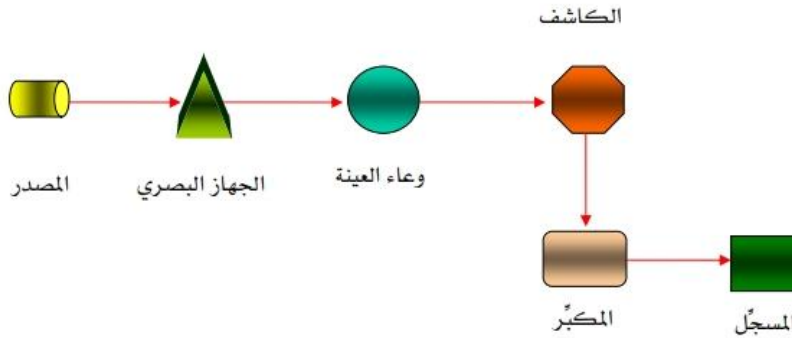 الكاشف
المصدر
الجهاز البصري
وعاء العينة
المكبِّر
المسجِّل